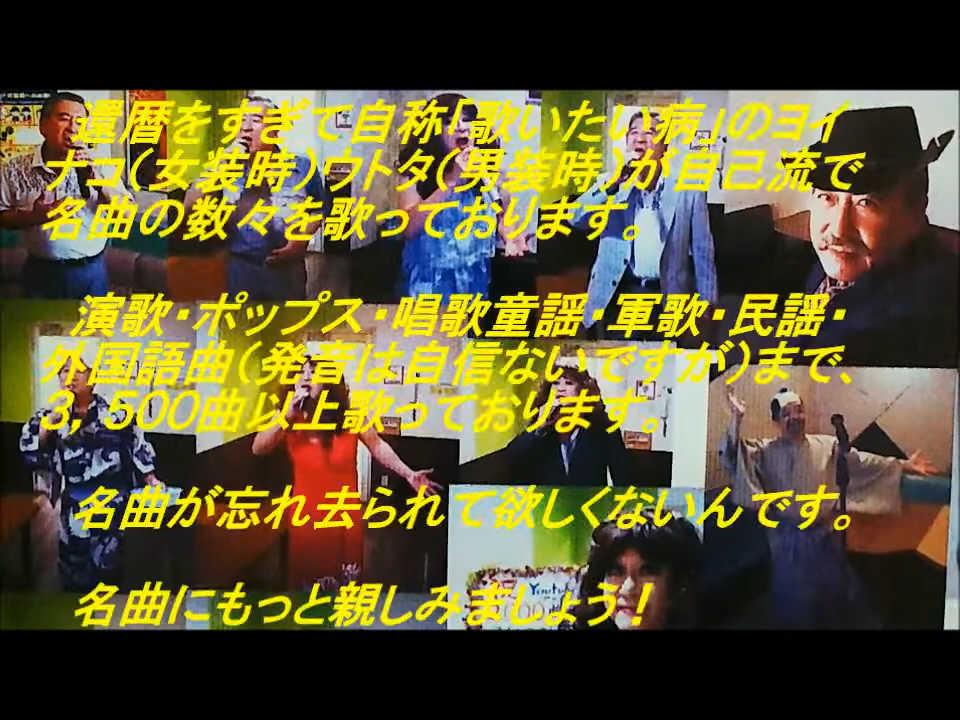 還暦をすぎて自称「歌いたい病」のヨイ
ナコ（女装時）ウトタ（男装時）が自己流で
名曲の数々を歌っております。
演歌・ポップス・唱歌童謡・軍歌・民謡・
外国語曲（発音は自信ないですが）まで、
３，５００曲以上歌っております。
名曲が忘れ去られて欲しくないんです。
名曲にもっと親しみましょう！